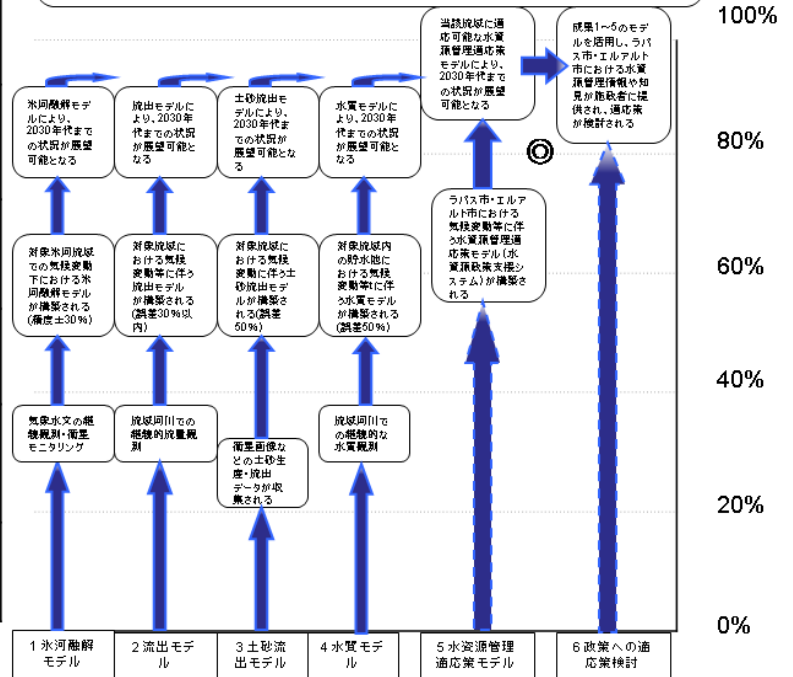 100%
80%
60%
40%
20%
0%
氷河融解モデ
ルにより、
2030年代まで
の状況が展望
可能となる
流出モデルに
より、2030年
代までの状況
が展望可能と
なる
土砂流出モ
デルにより、
2030年代ま
での状況が
展望可能とな
る
水質モデルに
より、2030年
代までの状況
が展望可能と
なる
当該流域に適
応可能な水資
源管理適応策
モデルにより、
2030年代まで
の状況が展望
可能となる
成果1～5のモデ
ルを活用し、ラパ
ス市・エルアルト
市における水資
源管理情報や知
見が施政者に提
供され、適応策
が検討される
◎
対象氷河流域
での気候変動
下における氷
河融解モデル
が構築される
(精度±30%)
対象流域に
おける気候
変動等に伴う
流出モデル
が構築される
(誤差30%以
内)
対象流域に
おける気候
変動に伴う土
砂流出モデ
ルが構築さ
れる(誤差
50%)
対象流域内
の貯水池に
おける気候
変動等tに伴
う水質モデル
が構築される
(誤差50%)
ラパス市・エルア
ルト市における
気候変動等に伴
う水資源管理適
応策モデル(水
資源政策支援シ
ステム)が構築さ
れる
気象水文の継
続観測・衛星
モニタリング
流域河川での
継続的流量観
測
衛星画像な
どの土砂生
産・流出
データが収
集される
流域河川で
の継続的な
水質観測
1 氷河融解
モデル
2 流出モデ
ル
3 土砂流
出モデル
4 水質モデ
ル
5 水資源管理
適応策モデル
6 政策への適
応策検討